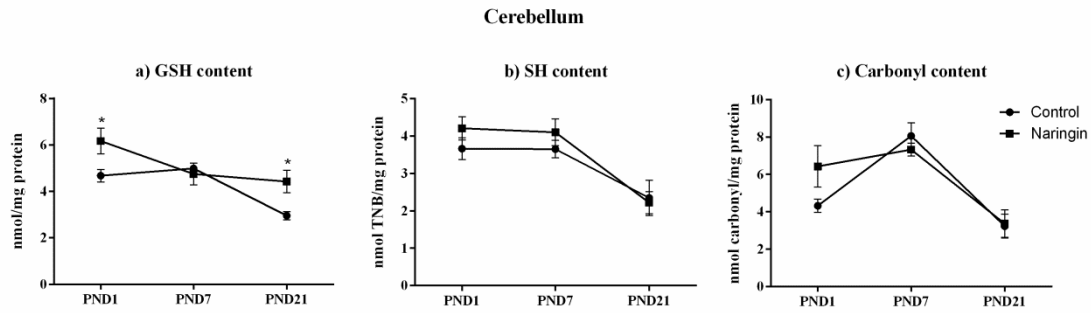 Cerebellum
a) GSH content
nmol/mg protein
8
6
4
2
0
*
*
PND1
PND7
PND21
b) SH content
nmol TNB/mg protein
5
4
3
2
1
0
PND1
PND7
PND21
c) Carbonyl content
nmol carbonyl/mg protein
10
8
6
4
2
0
PND1
PND7
PND21
Control
Naringin